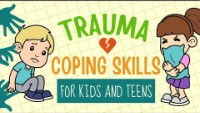 TRAUMA
COPING SKILLS
FOR KIDS AND TEENS